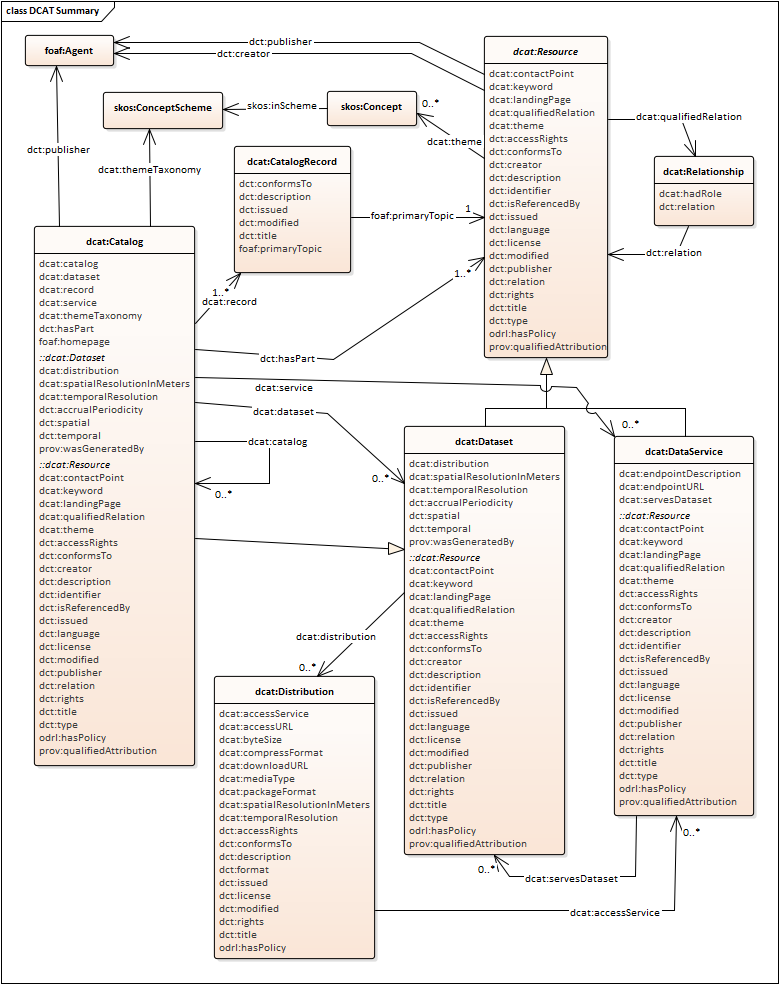 class DCAT Summary
foaf:Agent
dct:publisher
dct:creator
dcat:Resource
dcat:contactPoint
dcat:keyword
dcat:landingPage
dcat:qualifiedRelation
dcat:theme
dct:accessRights
dct:conformsTo
dct:creator
dct:description
dct:identifier
dct:isReferencedBy
dct:issued
dct:language
dct:license
dct:modified
dct:publisher
dct:relation
dct:rights
dct:title
dct:type
odrl:hasPolicy
prov:qualifiedAttribution
skos:ConceptScheme
skos:inScheme
skos:Concept
0..*
dcat:theme
dcat:qualifiedRelation
dct:publisher
dcat:themeTaxonomy
dcat:CatalogRecord
dct:conformsTo
dct:description
dct:issued
dct:modified
dct:title
foaf:primaryTopic
foaf:primaryTopic
1
dcat:Relationship
dcat:hadRole
dct:relation
dct:relation
dcat:Catalog
dcat:catalog
dcat:dataset
dcat:record
dcat:service
dcat:themeTaxonomy
dct:hasPart
foaf:homepage
::dcat:Dataset
dcat:distribution
dcat:spatialResolutionInMeters
dcat:temporalResolution
dct:accrualPeriodicity
dct:spatial
dct:temporal
prov:wasGeneratedBy
::dcat:Resource
dcat:contactPoint
dcat:keyword
dcat:landingPage
dcat:qualifiedRelation
dcat:theme
dct:accessRights
dct:conformsTo
dct:creator
dct:description
dct:identifier
dct:isReferencedBy
dct:issued
dct:language
dct:license
dct:modified
dct:publisher
dct:relation
dct:rights
dct:title
dct:type
odrl:hasPolicy
prov:qualifiedAttribution
1..*
dcat:record
1..*
dct:hasPart
dcat:service
0..*
dcat:dataset
0..*
dcat:catalog
0..*
dcat:Dataset
dcat:distribution
dcat:spatialResolutionInMeters
dcat:temporalResolution
dct:accrualPeriodicity
dct:spatial
dct:temporal
prov:wasGeneratedBy
::dcat:Resource
dcat:contactPoint
dcat:keyword
dcat:landingPage
dcat:qualifiedRelation
dcat:theme
dct:accessRights
dct:conformsTo
dct:creator
dct:description
dct:identifier
dct:isReferencedBy
dct:issued
dct:language
dct:license
dct:modified
dct:publisher
dct:relation
dct:rights
dct:title
dct:type
odrl:hasPolicy
prov:qualifiedAttribution
dcat:DataService
dcat:endpointDescription
dcat:endpointURL
dcat:servesDataset
::dcat:Resource
dcat:contactPoint
dcat:keyword
dcat:landingPage
dcat:qualifiedRelation
dcat:theme
dct:accessRights
dct:conformsTo
dct:creator
dct:description
dct:identifier
dct:isReferencedBy
dct:issued
dct:language
dct:license
dct:modified
dct:publisher
dct:relation
dct:rights
dct:title
dct:type
odrl:hasPolicy
prov:qualifiedAttribution
dcat:distribution
0..*
dcat:Distribution
dcat:accessService
dcat:accessURL
dcat:byteSize
dcat:compressFormat
dcat:downloadURL
dcat:mediaType
dcat:packageFormat
dcat:spatialResolutionInMeters
dcat:temporalResolution
dct:accessRights
dct:conformsTo
dct:description
dct:format
dct:issued
dct:license
dct:modified
dct:rights
dct:title
odrl:hasPolicy
0..*
dcat:servesDataset
0..*
dcat:accessService